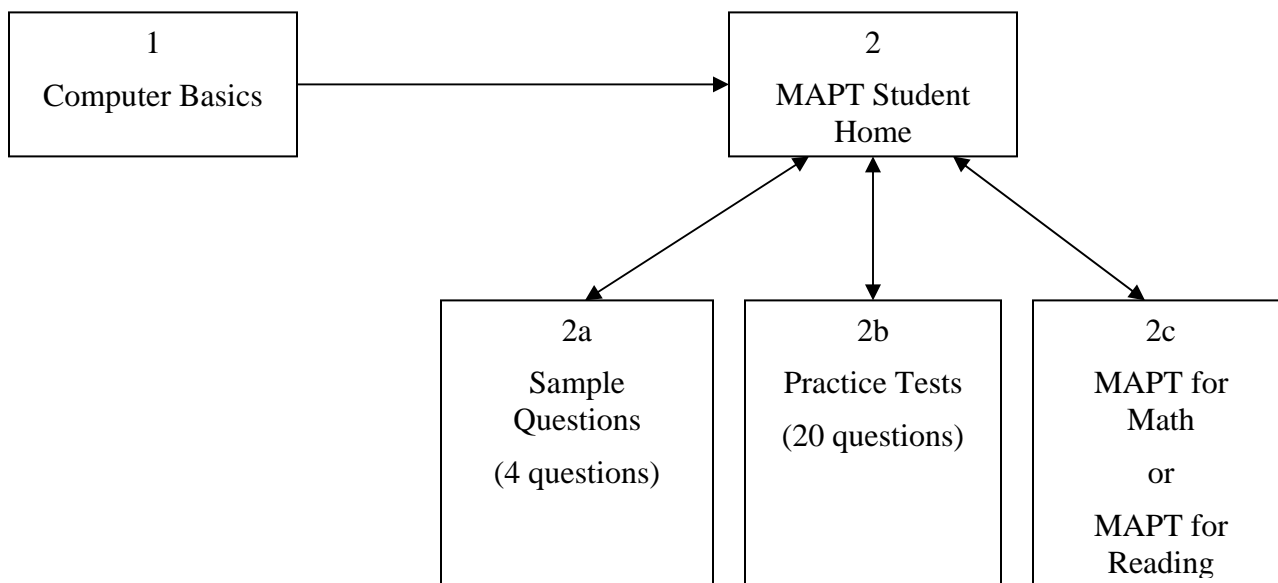 1
Computer Basics
2
MAPT Student
Home
2a
Sample
Questions
(4 questions)
2b
Practice Tests
(20 questions)
2c
MAPT for
Math
or
MAPT for
Reading